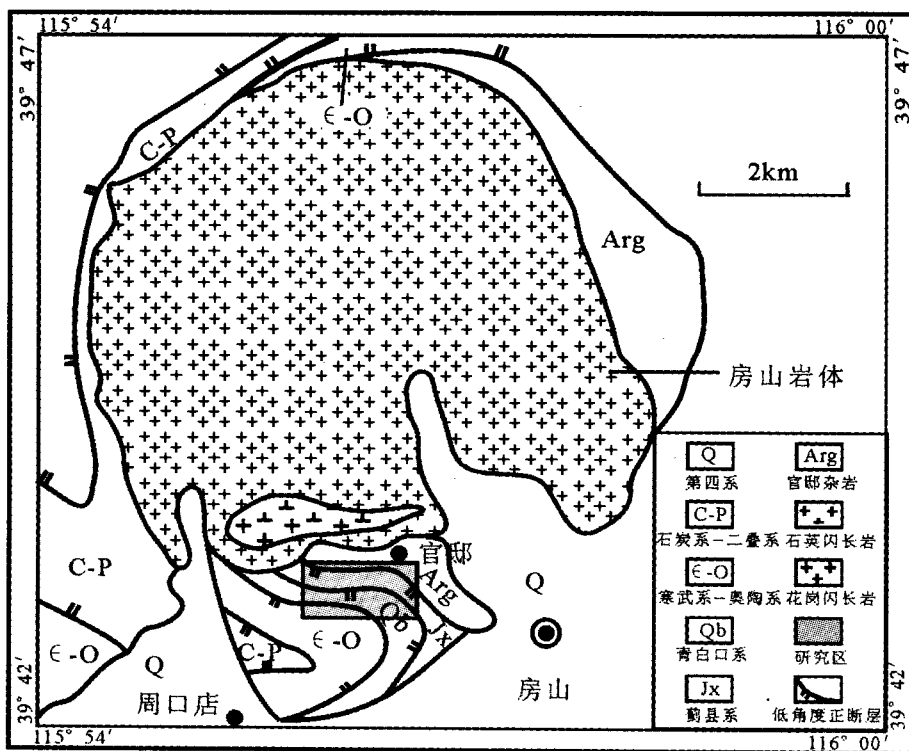 115° 54′
116° 00′
39° 47′
39° 47′
Є-O
C-P
2km
Arg
房山岩体
官邸
Arg
C-P
Q
Qb
Є-O
Jx
C-P
Є-O
Q
房山
周口店
Q
第四系
Arg
官邸杂岩
C-P
石炭系-二叠系
石英闪长岩
Є-O
寒武系-奥陶系
花岗闪长岩
Qb
青白口系
研究区
Jx
蓟县系
低角度正断层
39° 42′
39° 42′
115° 54′
116° 00′